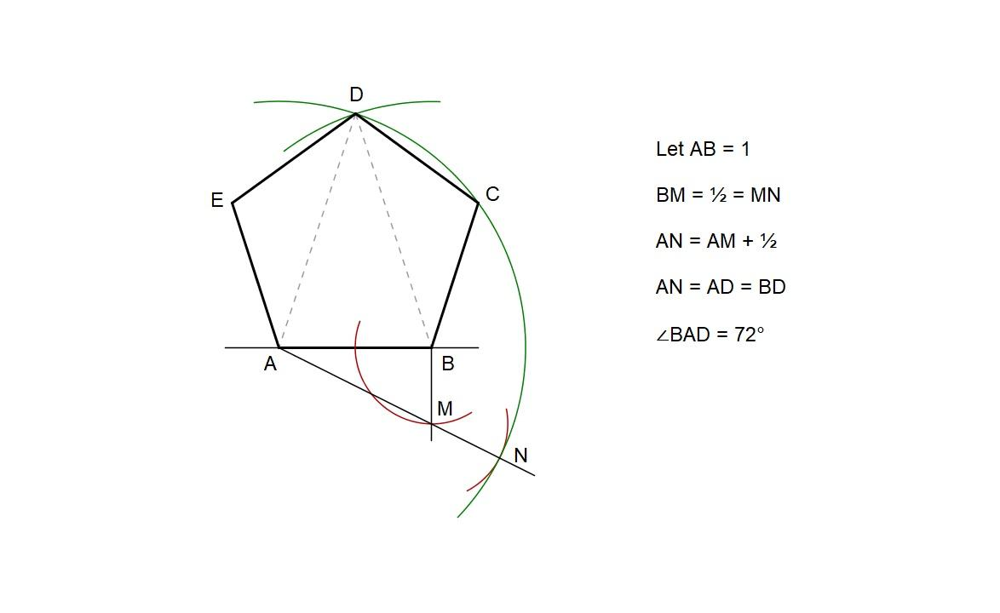 D
E
C
A
B
M
N
Let AB = 1
BM = ½ = MN
AN = AM + ½
AN = AD = BD
∠BAD = 72°